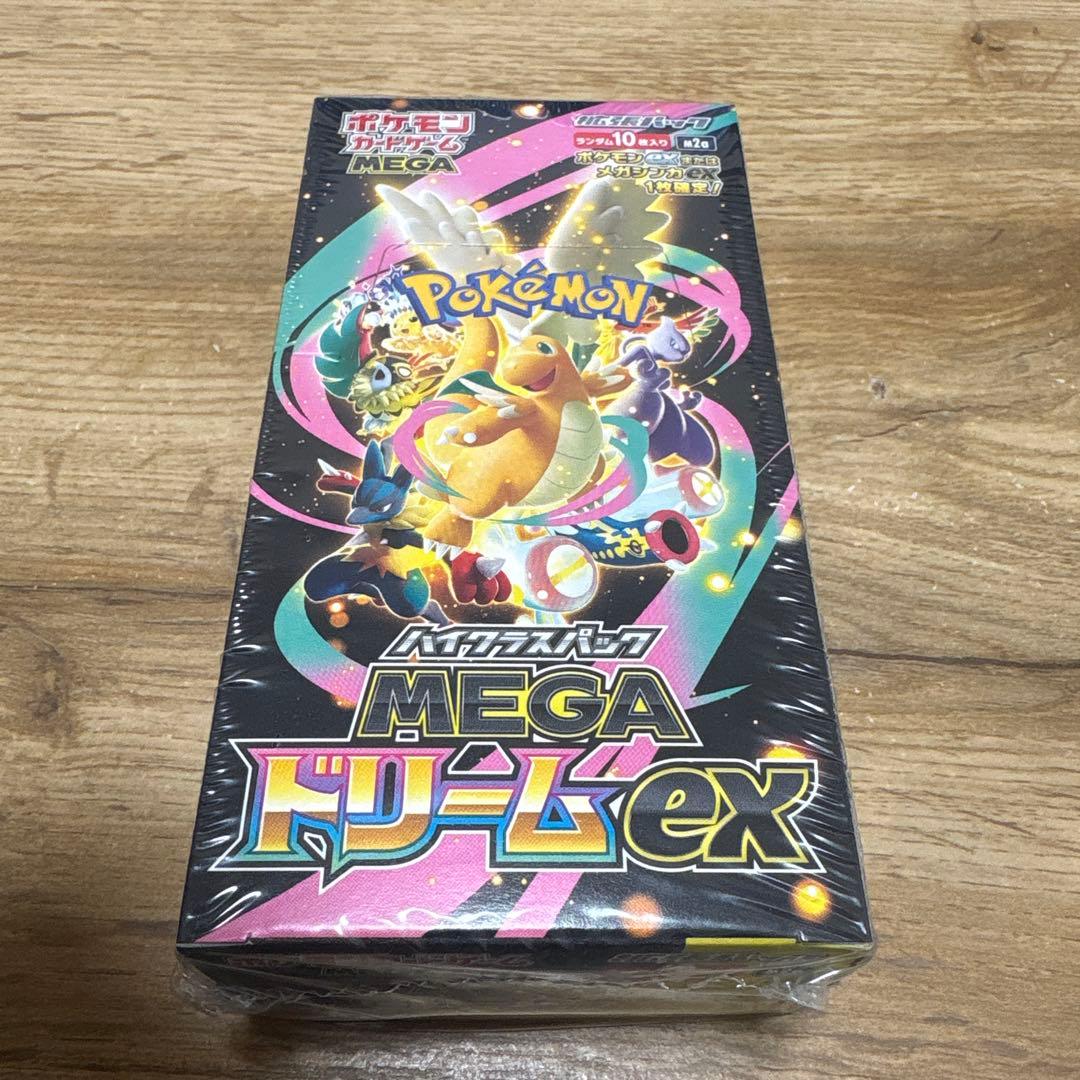 ポケモン
カードゲーム
MEGA
拡張パック
ランダム10枚入り
M2a
ポケモンexまたは
メガシンカex
1枚確定!
POKéMON
ハイクラスパック
MEGA
ドリームex